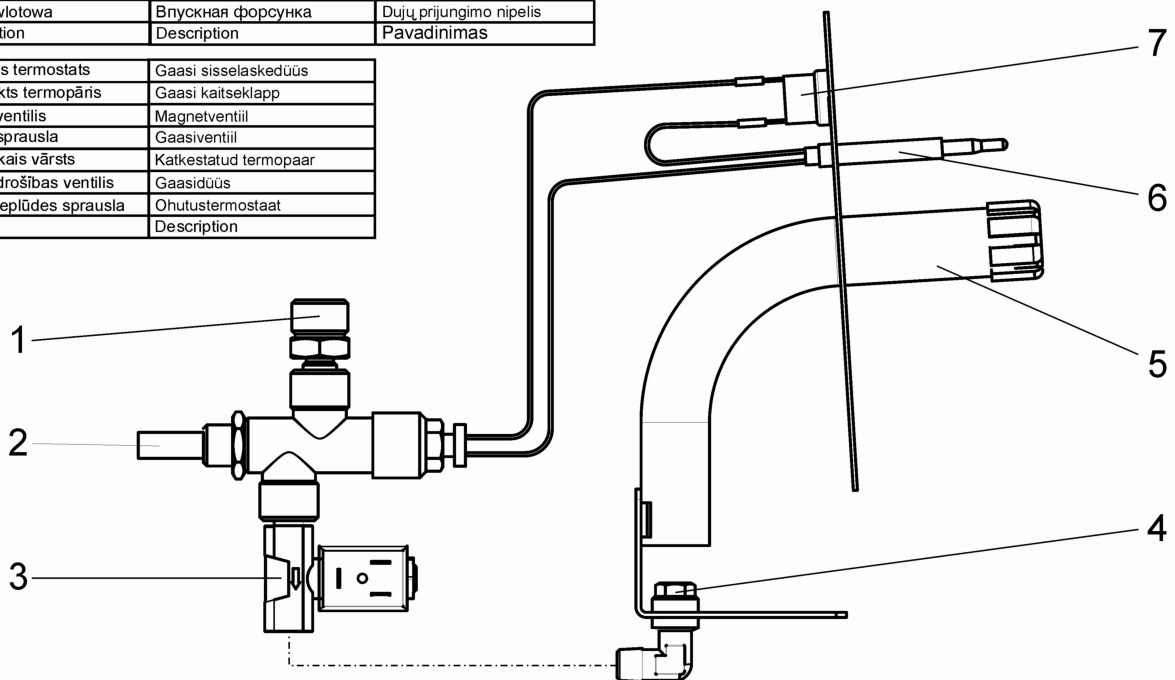 wlotowa Впускная форсунка Dujų prijungimo nipelis
tion Description Pavadinimas
s termostats Gaasi sisselaskedüüs
kts termopāris Gaasi kaitseklapp
ventilis Magnetventiil
sprausla Gaasiventiil
kais vārsts Katkestatud termopaar
drošības ventilis Gaasidüüs
eplūdes sprausla Ohutustermostaat
Description
7
6
1
5
2
4
3